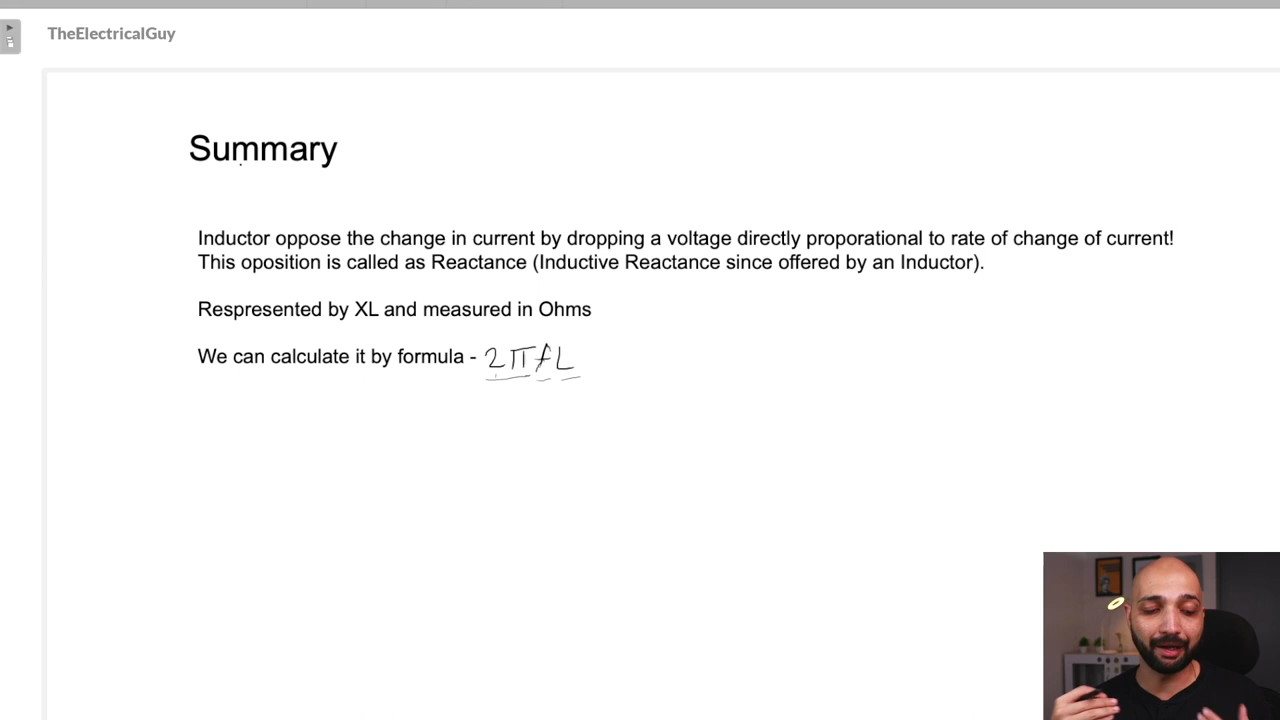 TheElectricalGuy
Summary
Inductor oppose the change in current by dropping a voltage directly proporational to rate of change of current!
This oposition is called as Reactance (Inductive Reactance since offered by an Inductor).
Respresented by XL and measured in Ohms
We can calculate it by formula - 2πfL